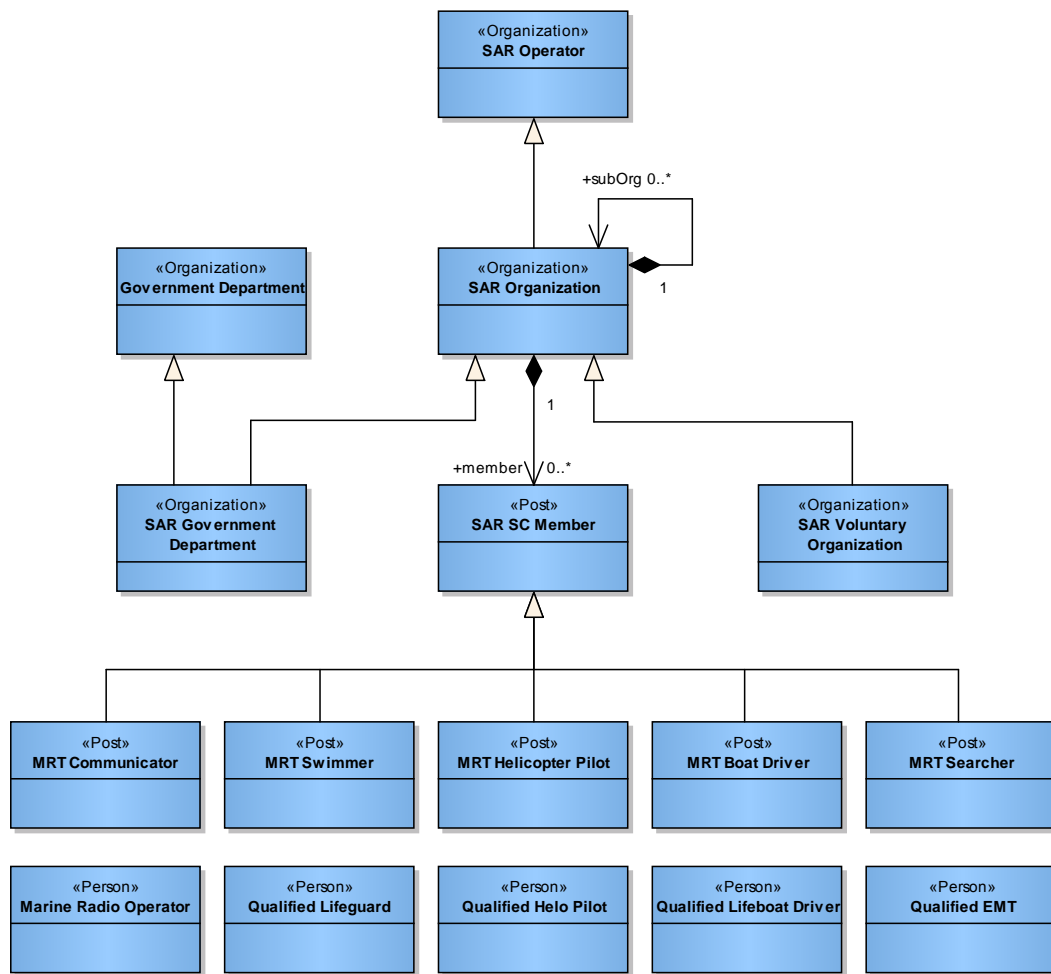 «Organization»
SAR Operator
+subOrg 0..*
«Organization»
Government Department
«Organization»
SAR Organization
1
1
+member 0..*
«Organization»
SAR Government
Department
«Post»
SAR SC Member
«Organization»
SAR Voluntary
Organization
«Post»
MRT Communicator
«Post»
MRT Swimmer
«Post»
MRT Helicopter Pilot
«Post»
MRT Boat Driver
«Post»
MRT Searcher
«Person»
Marine Radio Operator
«Person»
Qualified Lifeguard
«Person»
Qualified Helo Pilot
«Person»
Qualified Lifeboat Driver
«Person»
Qualified EMT